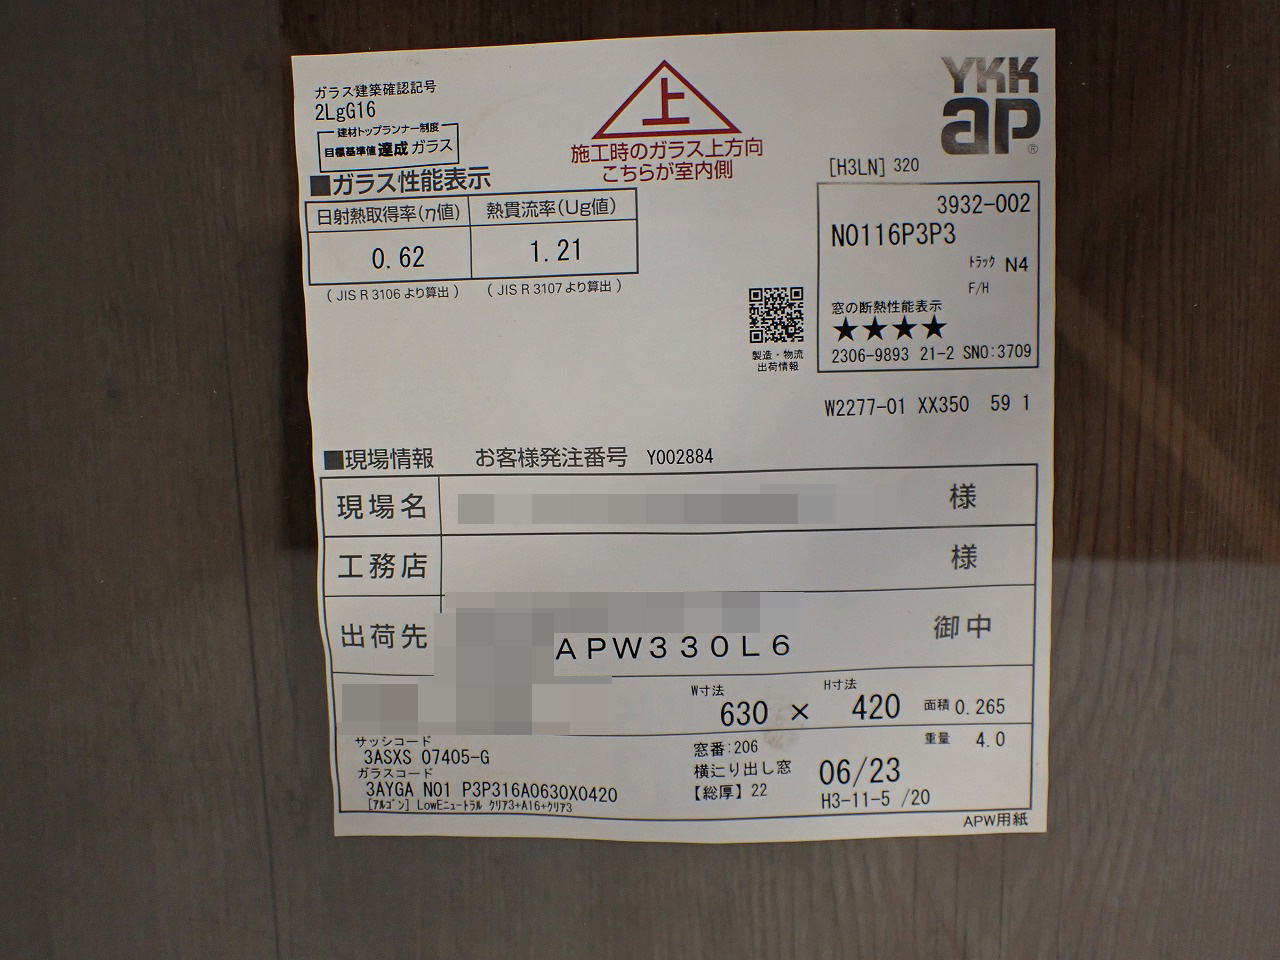 ガラス建築確認記号
2LgG16
建材トップランナー制度
目標基準値 達成 ガラス
上
施工時のガラス上方向
こちらが室内側
YKK
ap®
[H3LN] 320
■ガラス性能表示
日射熱取得率(η値) 熱貫流率(Ug値)
0.62 1.21
( JIS R 3106 より算出 ) ( JIS R 3107 より算出 )
3932-002
NO116P3P3
トラック N4
F/H
窓の断熱性能表示
★★★★
2306-9893 21-2 SNO:3709
製造・物流
出荷情報
W2277-01 XX350 59 1
■現場情報 お客様発注番号 Y002884
現場名 様
工務店 様
出荷先 御中
APW330L6
W寸法 H寸法
630 × 420 面積 0.265
サッシコード
3ASXS 07405-G
ガラスコード
3AYGA N01 P3P316A0630X0420
[アルゴン] LowEニュートラル クリア3+A16+クリア3
窓番:206
横辷り出し窓
【総厚】22
重量 4.0
06/23
H3-11-5 /20
APW用紙